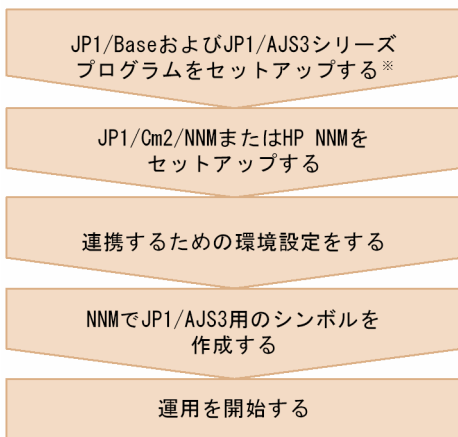 JP1/BaseおよびJP1/AJS3シリーズ
プログラムをセットアップする※
JP1/Cm2/NNMまたはHP NNMを
セットアップする
連携するための環境設定をする
NNMでJP1/AJS3用のシンボルを
作成する
運用を開始する